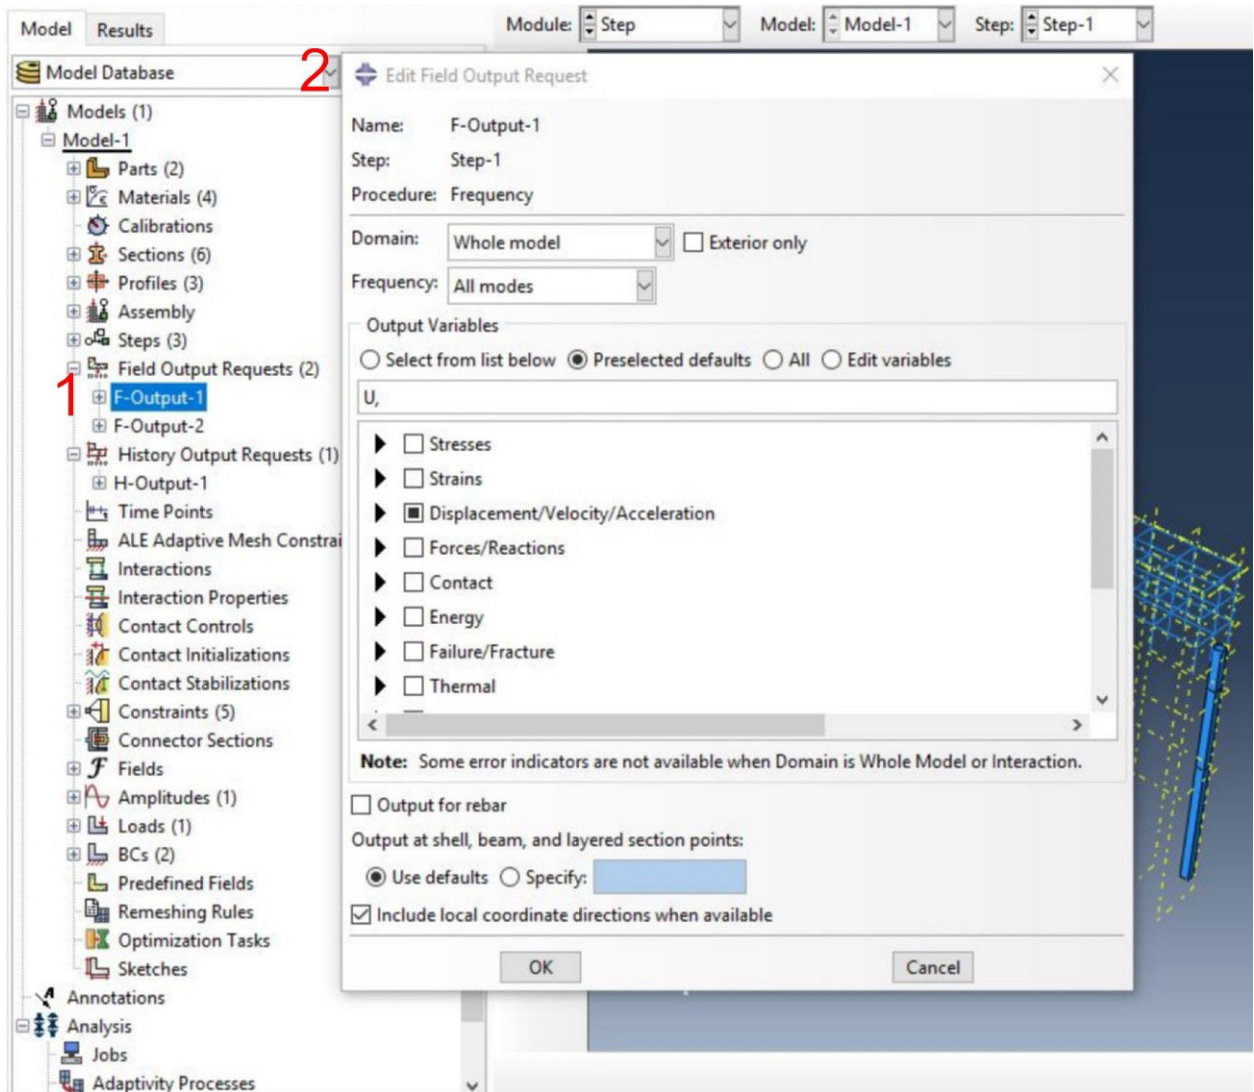 Model Results
Module: Step Model: Model-1 Step: Step-1
Model Database
2
Models (1)
Model-1
Parts (2)
Materials (4)
Calibrations
Sections (6)
Profiles (3)
Assembly
Steps (3)
Field Output Requests (2)
1
F-Output-1
F-Output-2
History Output Requests (1)
H-Output-1
Time Points
ALE Adaptive Mesh Constrai
Interactions
Interaction Properties
Contact Controls
Contact Initializations
Contact Stabilizations
Constraints (5)
Connector Sections
Fields
Amplitudes (1)
Loads (1)
BCs (2)
Predefined Fields
Remeshing Rules
Optimization Tasks
Sketches
Annotations
Analysis
Jobs
Adaptivity Processes
Edit Field Output Request
Name: F-Output-1
Step: Step-1
Procedure: Frequency
Domain: Whole model Exterior only
Frequency: All modes
Output Variables
Select from list below Preselected defaults All Edit variables
U,
Stresses
Strains
Displacement/Velocity/Acceleration
Forces/Reactions
Contact
Energy
Failure/Fracture
Thermal
Note: Some error indicators are not available when Domain is Whole Model or Interaction.
Output for rebar
Output at shell, beam, and layered section points:
Use defaults Specify:
Include local coordinate directions when available
OK Cancel